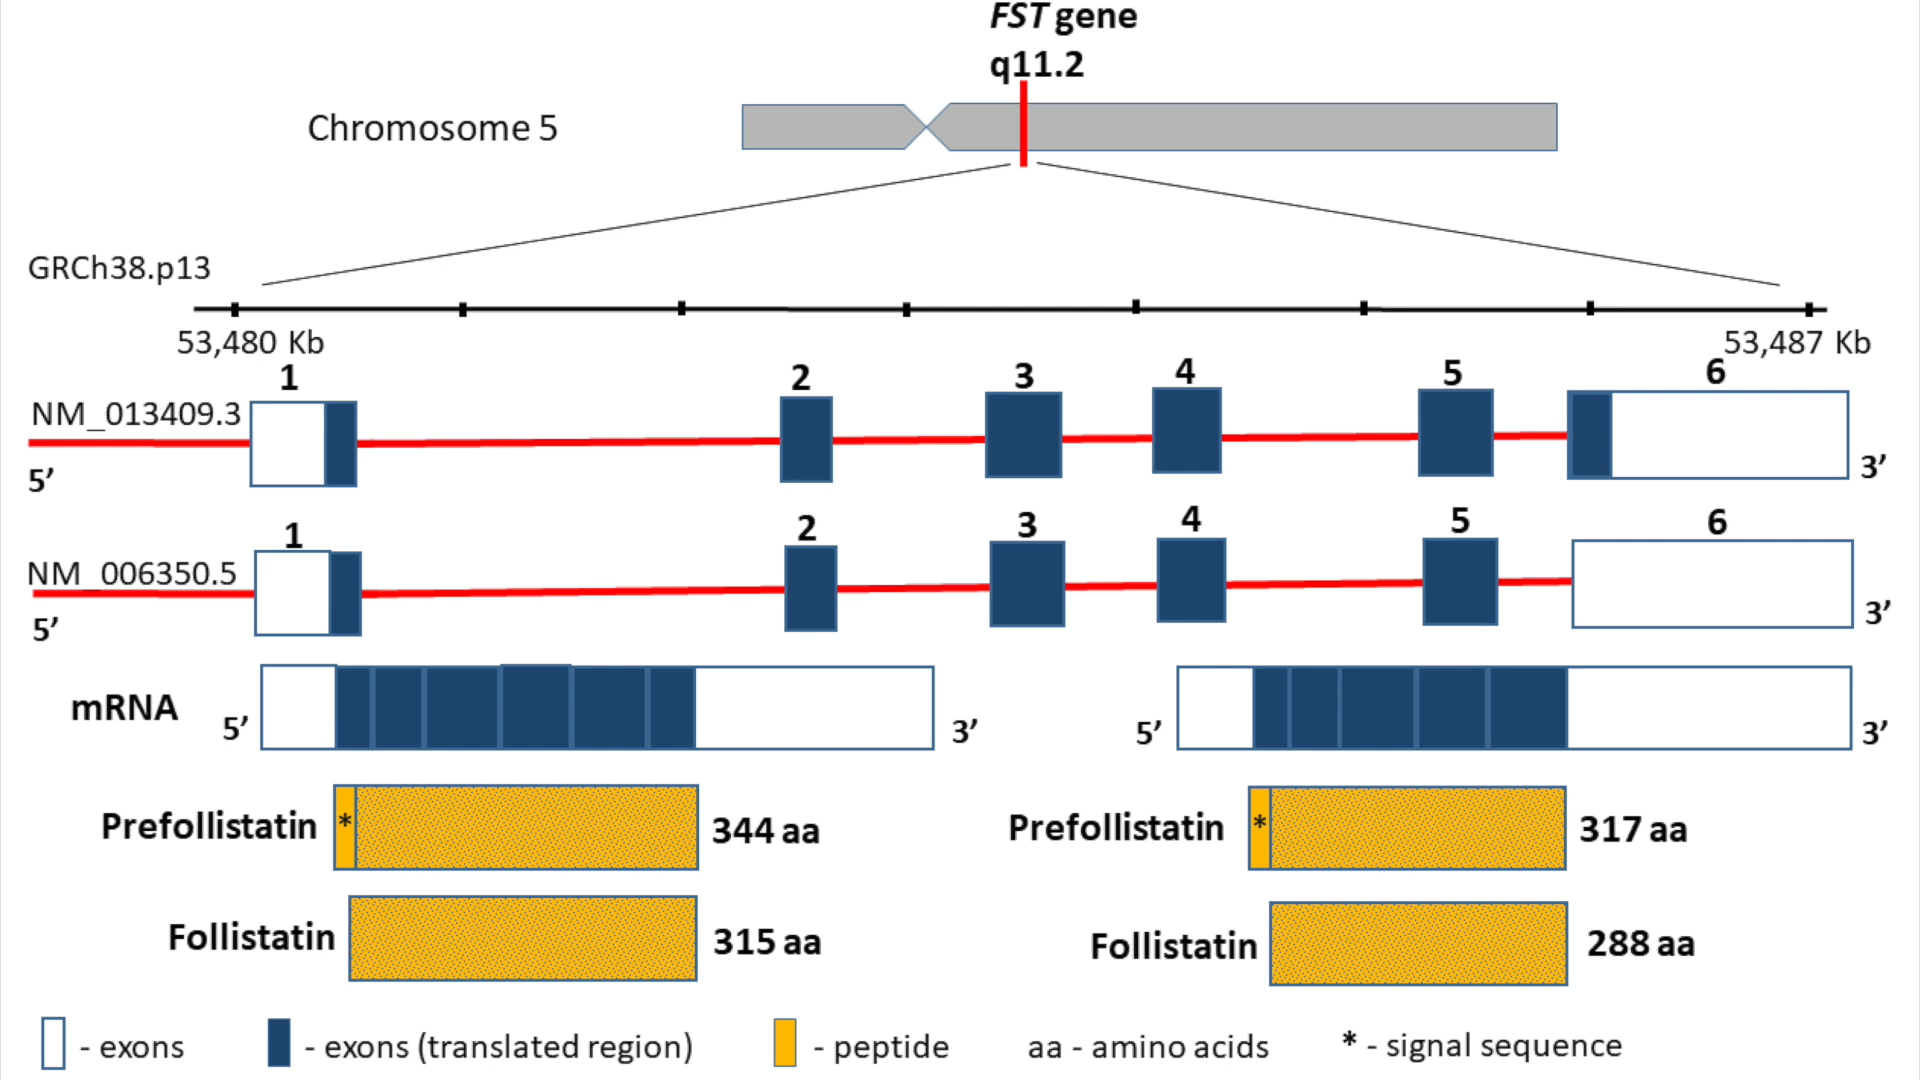 FST gene
q11.2
Chromosome 5
GRCh38.p13
53,480 Kb
53,487 Kb
1 2 3 4 5 6
NM_013409.3
5’ 3’
1 2 3 4 5 6
NM_006350.5
5’ 3’
mRNA 5’ 3’ 5’ 3’
Prefollistatin * 344 aa Prefollistatin * 317 aa
Follistatin 315 aa Follistatin 288 aa
- exons - exons (translated region) - peptide aa - amino acids * - signal sequence